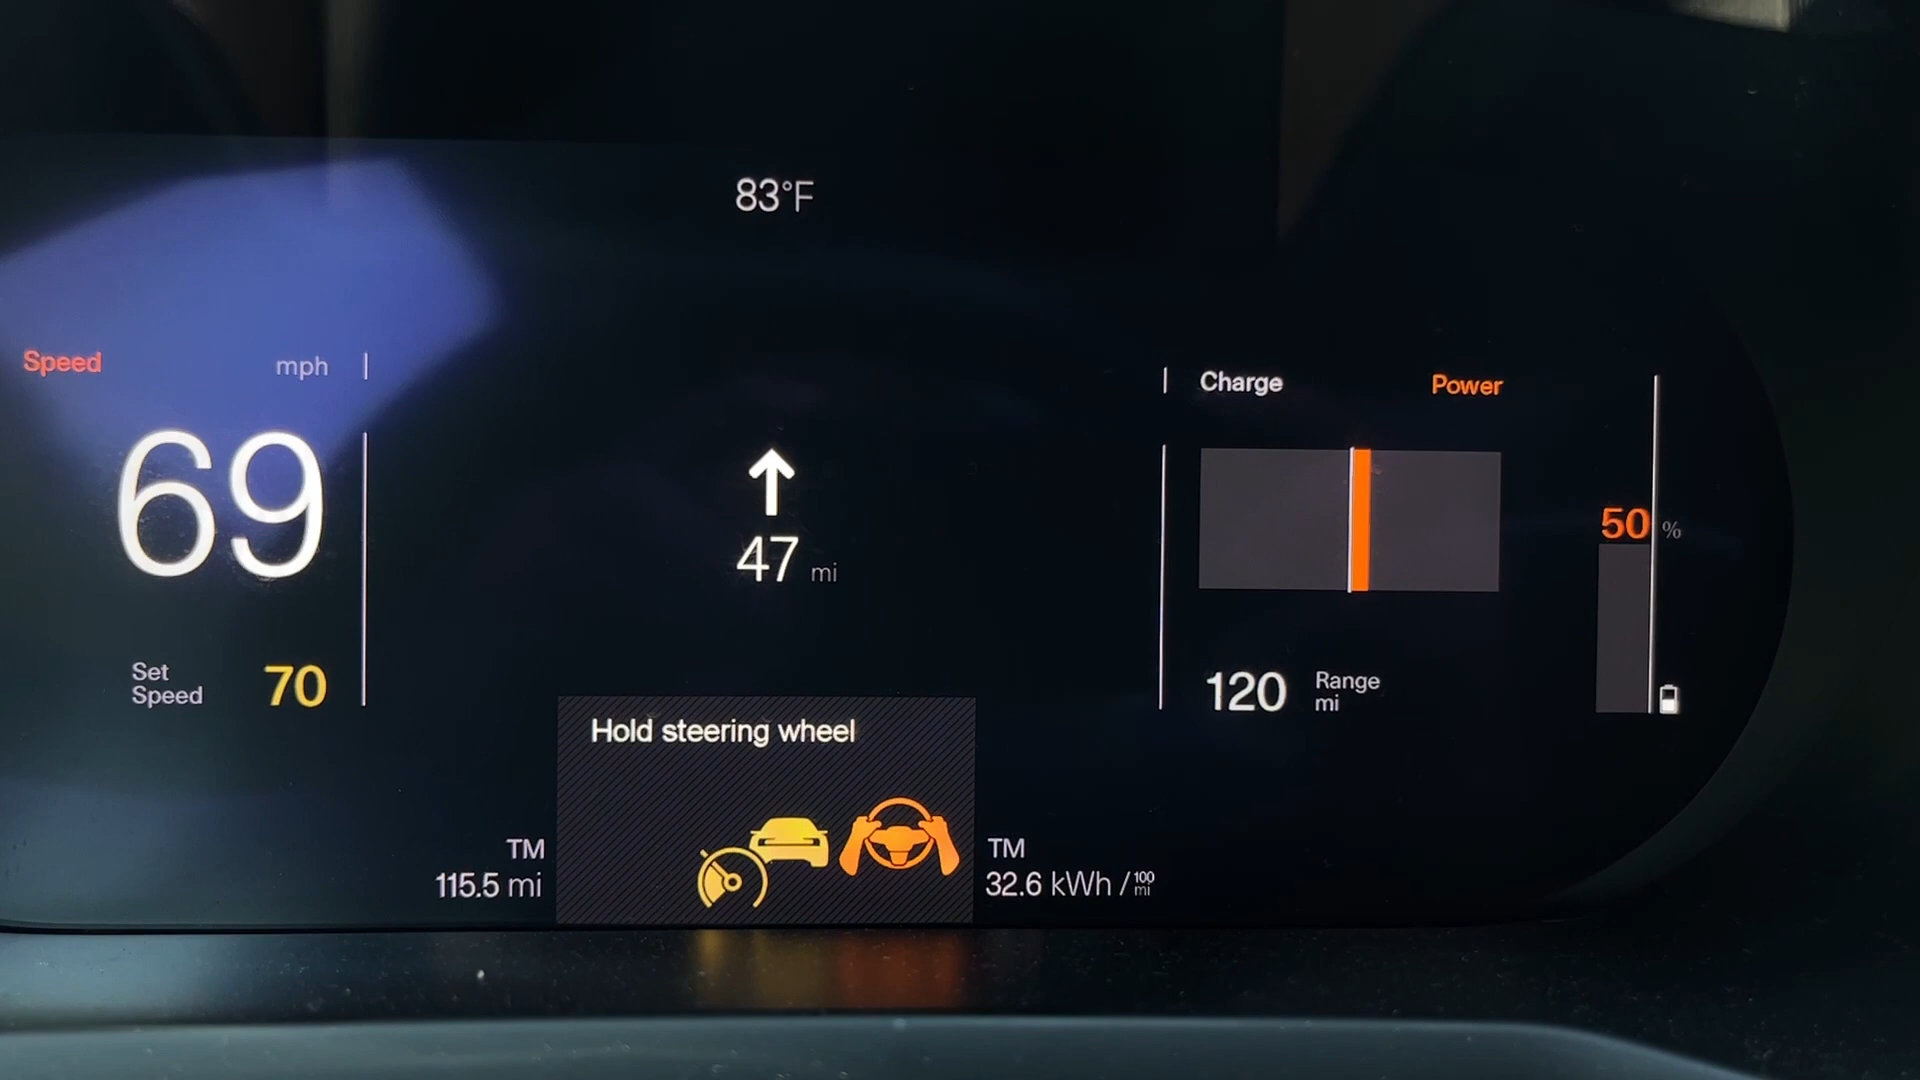 83°F
Speed mph
69
Set
Speed 70
47 mi
Charge Power
50 %
120 Range
mi
Hold steering wheel
TM
115.5 mi
TM
32.6 kWh / 100
mi